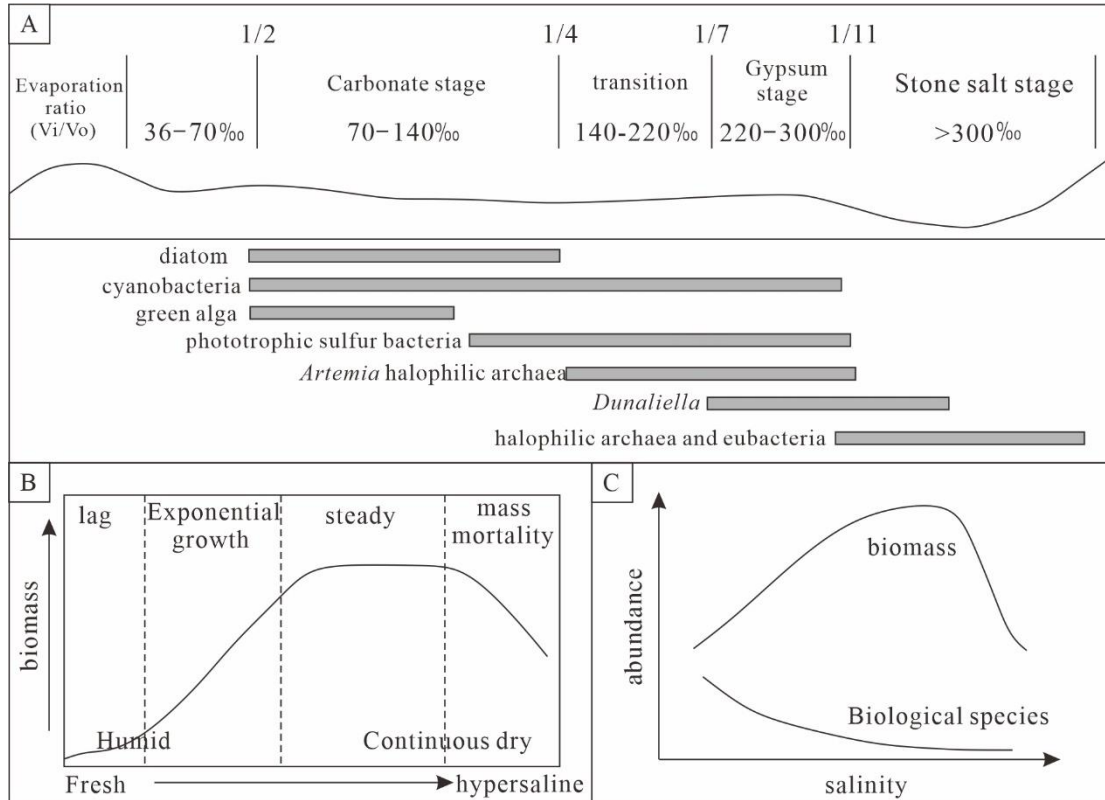 A
1/2
1/4
1/7
1/11
Evaporation
ratio
(Vi/Vo)
36−70‰
Carbonate stage
70−140‰
transition
140-220‰
Gypsum
stage
220−300‰
Stone salt stage
>300‰
diatom
cyanobacteria
green alga
phototrophic sulfur bacteria
Artemia halophilic archaea
Dunaliella
halophilic archaea and eubacteria
B
lag
Exponential
growth
steady
mass
mortality
biomass
Humid
Continuous dry
Fresh
hypersaline
C
biomass
abundance
Biological species
salinity